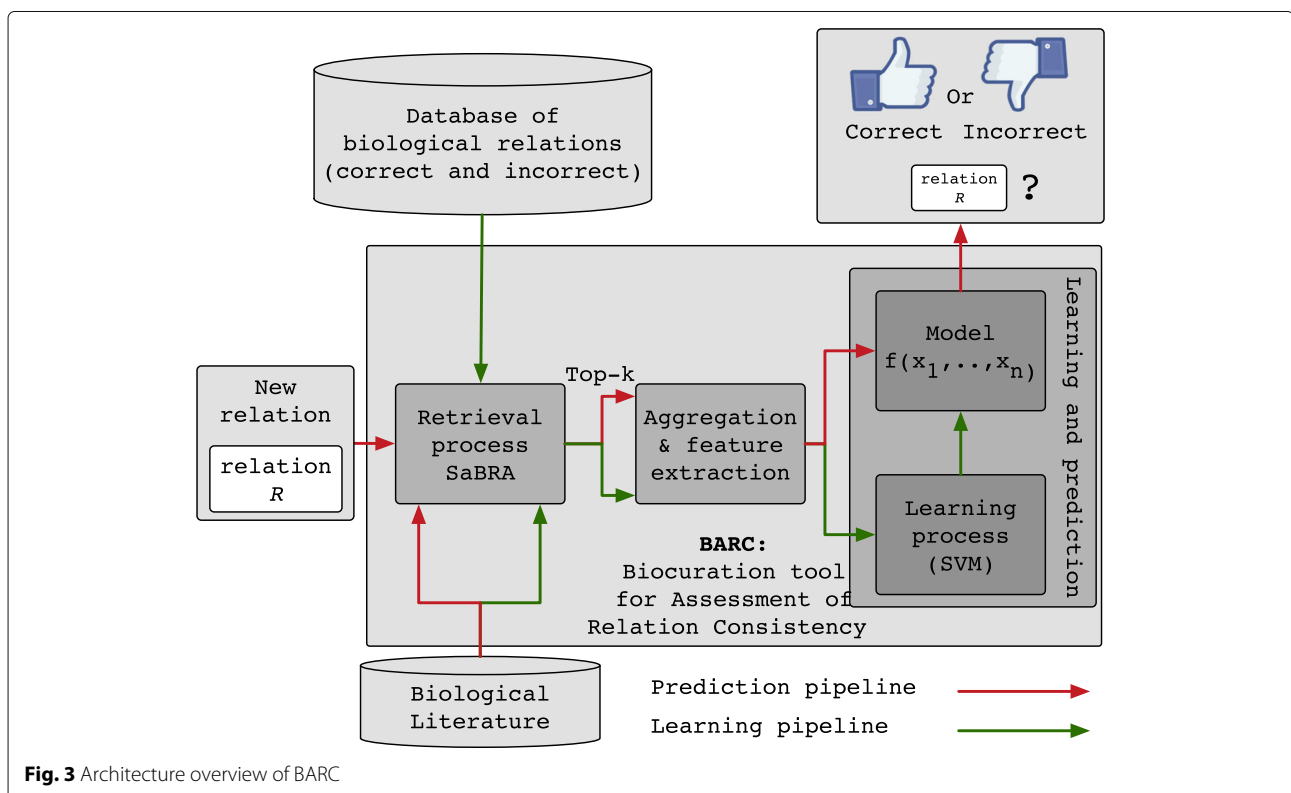 Database of
biological relations
(correct and incorrect)
Or
Correct Incorrect
relation
R
?
New
relation
relation
R
Retrieval
process
SaBRA
Top-k
Aggregation
& feature
extraction
Model
f(x1,..,xn)
Learning
process
(SVM)
Learning and prediction
BARC:
Biocuration tool
for Assessment of
Relation Consistency
Biological
Literature
Prediction pipeline
Learning pipeline
Fig. 3 Architecture overview of BARC